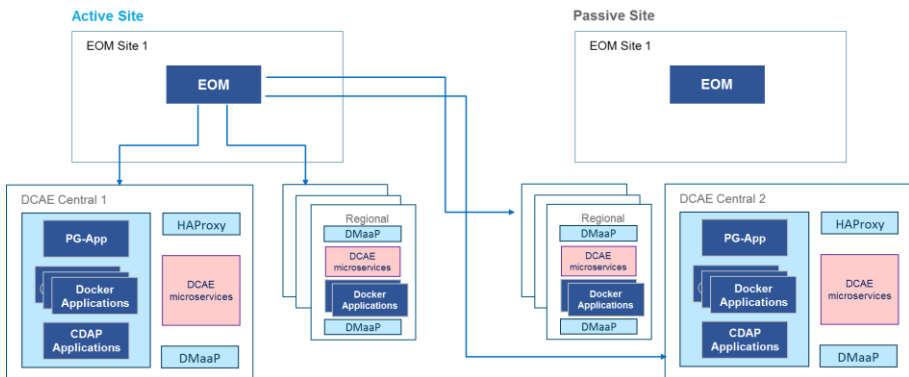 Active Site
EOM Site 1
EOM
DCAE Central 1
PG-App
Docker
Applications
CDAP
Applications
HAProxy
DCAE
microservices
DMaaP
Regional
DMaaP
DCAE
microservices
Docker
Applications
DMaaP
Passive Site
EOM Site 1
EOM
Regional
DMaaP
DCAE
microservices
Docker
Applications
DMaaP
DCAE Central 2
PG-App
Docker
Applications
CDAP
Applications
HAProxy
DCAE
microservices
DMaaP